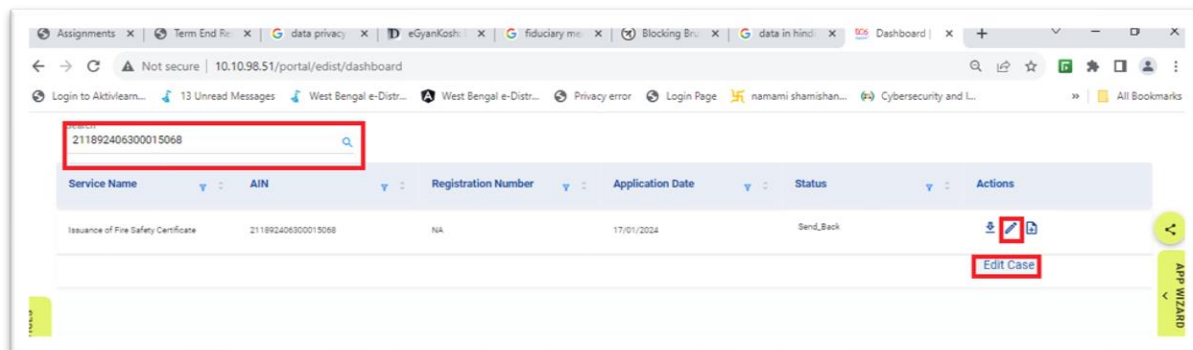 Assignments x Term End Re x data privacy x eGyanKosh: x fiduciary me x Blocking Bru x data in hindi x Dashboard | x +
Not secure | 10.10.98.51/portal/edist/dashboard
Login to Aktivlearn... 13 Unread Messages West Bengal e-Distr... West Bengal e-Distr... Privacy error Login Page namami shamishan... Cybersecurity and I... » All Bookmarks
Search
211892406300015068
Service Name AIN Registration Number Application Date Status Actions
Issuance of Fire Safety Certificate 211892406300015068 NA 17/01/2024 Send_Back
Edit Case
APP WIZARD